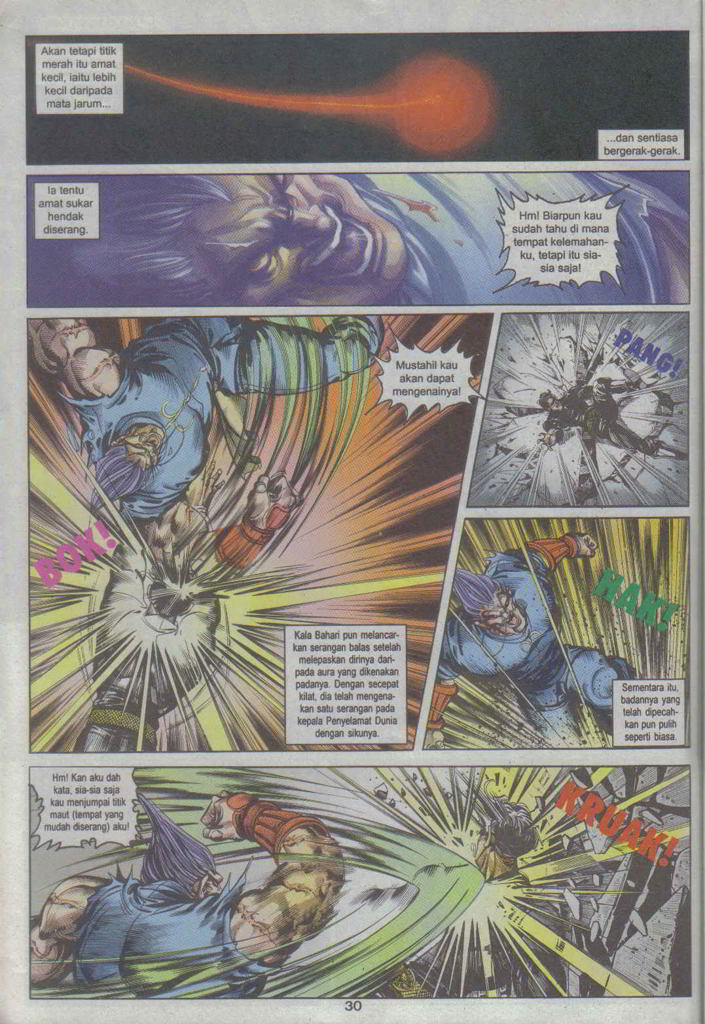 Akan tetapi titik
merah itu amat
kecil, iaitu lebih
kecil daripada
mata jarum...
...dan sentiasa
bergerak-gerak.
Ia tentu
amat sukar
hendak
diserang.
Hm! Biarpun kau
sudah tahu di mana
tempat kelemahan-
ku, tetapi itu sia-
sia saja!
Mustahil kau
akan dapat
mengenainya!
PANG!
BOK!
Kala Bahari pun melancar-
kan serangan balas setelah
melepaskan dirinya dari-
pada aura yang dikenakan
padanya. Dengan secepat
kilat, dia telah mengena-
kan satu serangan pada
kepala Penyelamat Dunia
dengan sikunya.
HAK!
Sementara itu,
badannya yang
telah dipecah-
kan pun pulih
seperti biasa.
Hm! Kan aku dah
kata, sia-sia saja
kau menjumpai titik
maut (tempat yang
mudah diserang) aku!
KRUAK!
30